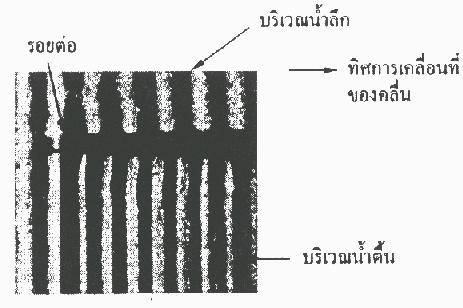 บริเวณน้ำลึก
รอยต่อ
ทิศการเคลื่อนที่
ของคลื่น
บริเวณน้ำตื้น